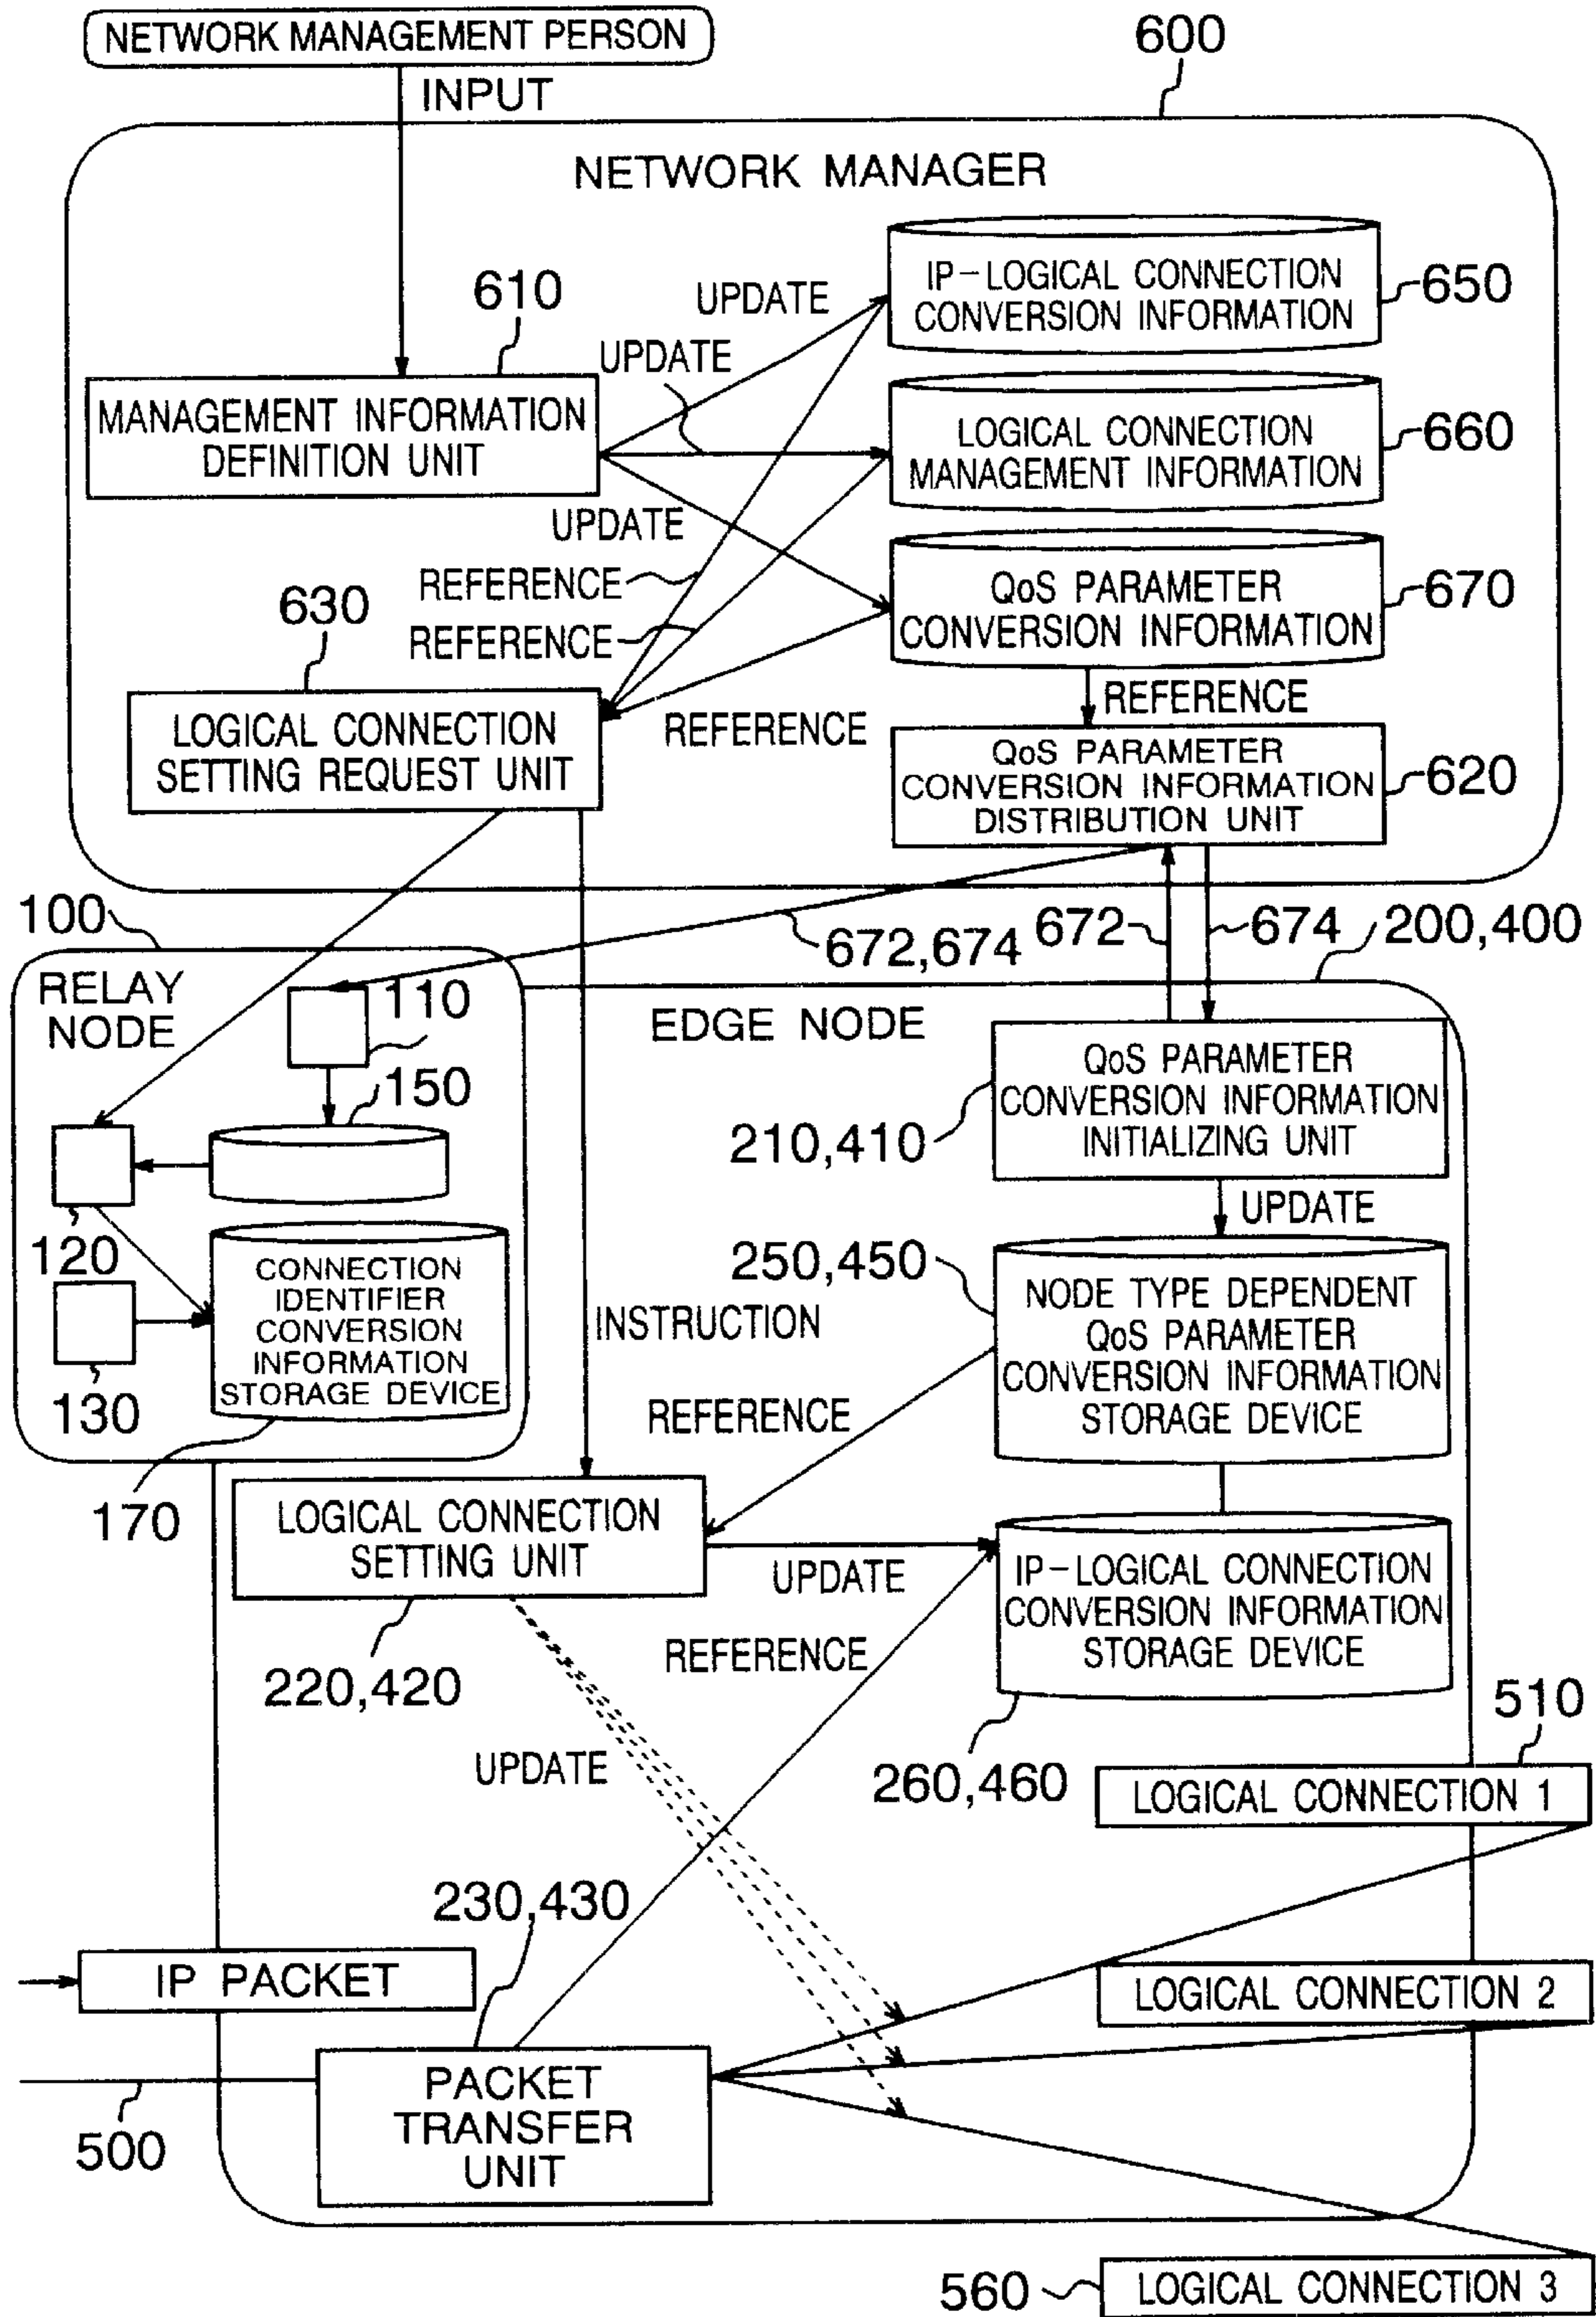 NETWORK MANAGEMENT PERSON
600
INPUT
NETWORK MANAGER
IP-LOGICAL CONNECTION
CONVERSION INFORMATION
650
610
UPDATE
UPDATE
MANAGEMENT INFORMATION
DEFINITION UNIT
LOGICAL CONNECTION
MANAGEMENT INFORMATION
660
UPDATE
REFERENCE
QoS PARAMETER
CONVERSION INFORMATION
670
630
REFERENCE
REFERENCE
LOGICAL CONNECTION
SETTING REQUEST UNIT
REFERENCE
QoS PARAMETER
CONVERSION INFORMATION
DISTRIBUTION UNIT
620
100
672,674
672
674
200,400
RELAY
NODE
110
EDGE NODE
QoS PARAMETER
CONVERSION INFORMATION
INITIALIZING UNIT
150
210,410
UPDATE
120
250,450
CONNECTION
IDENTIFIER
CONVERSION
INFORMATION
STORAGE DEVICE
NODE TYPE DEPENDENT
QoS PARAMETER
CONVERSION INFORMATION
STORAGE DEVICE
INSTRUCTION
130
REFERENCE
170
LOGICAL CONNECTION
SETTING UNIT
UPDATE
IP-LOGICAL CONNECTION
CONVERSION INFORMATION
STORAGE DEVICE
REFERENCE
220,420
510
UPDATE
260,460
LOGICAL CONNECTION 1
230,430
IP PACKET
LOGICAL CONNECTION 2
PACKET
TRANSFER
UNIT
500
560
LOGICAL CONNECTION 3